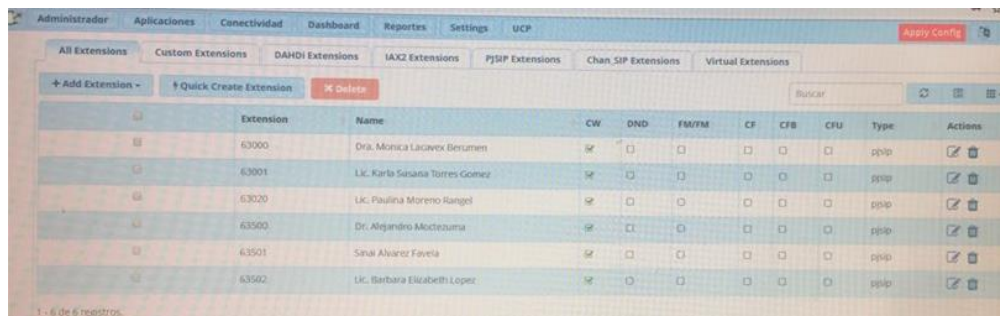 Administrador Aplicaciones Conectividad Dashboard Reportes Settings UCP Apply Config
All Extensions Custom Extensions DAHDi Extensions IAX2 Extensions PJSIP Extensions Chan_SIP Extensions Virtual Extensions
+ Add Extension Quick Create Extension Delete Buscar
Extension Name CW DND FM/FM CF CFB CFU Type Actions
63000 Dra. Monica Lacavex Berumen pjsip
63001 Lic. Karla Susana Torres Gomez pjsip
63020 Lic. Paulina Moreno Rangel pjsip
63500 Dr. Alejandro Moctezuma pjsip
63501 Sinai Alvarez Favela pjsip
63502 Lic. Barbara Elizabeth Lopez pjsip
1 - 6 de 6 registros